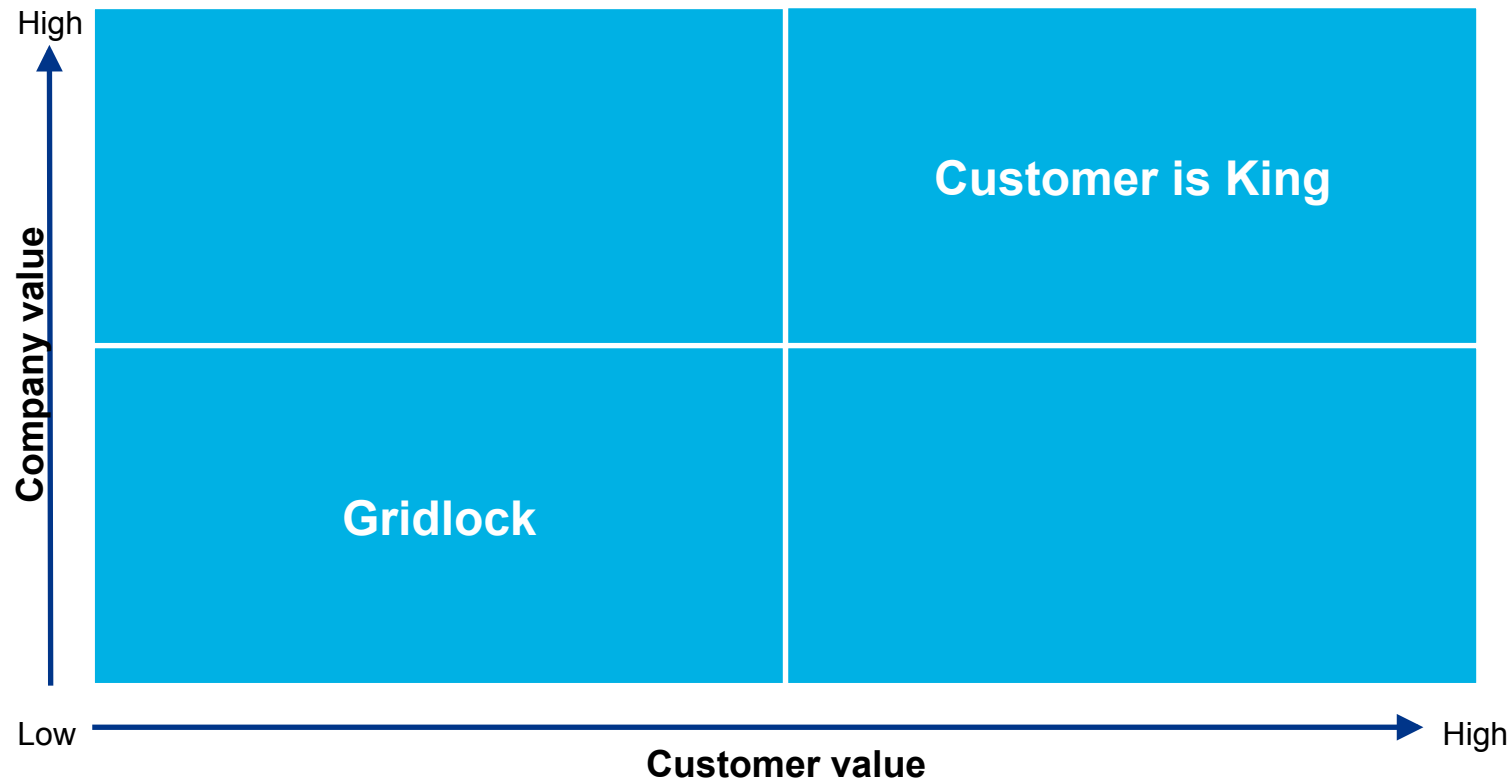 High
Customer is King
Company value
Gridlock
Low
High
Customer value